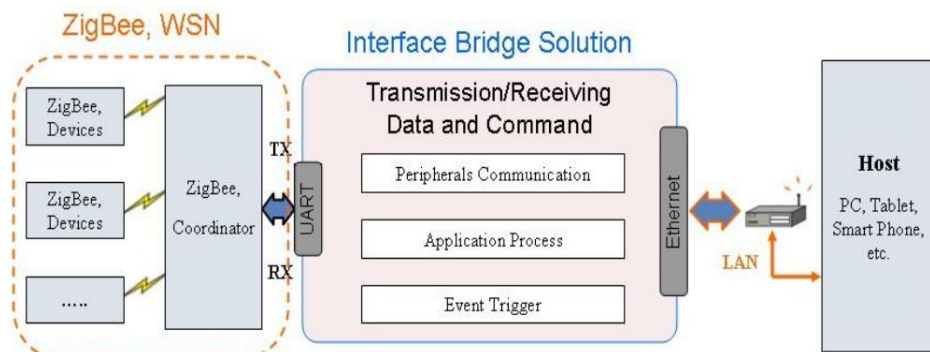 ZigBee, WSN
ZigBee,
Devices
ZigBee,
Devices
.....
ZigBee,
Coordinator
TX
RX
Interface Bridge Solution
UART
Transmission/Receiving
Data and Command
Peripherals Communication
Application Process
Event Trigger
Ethernet
LAN
Host
PC, Tablet,
Smart Phone,
etc.